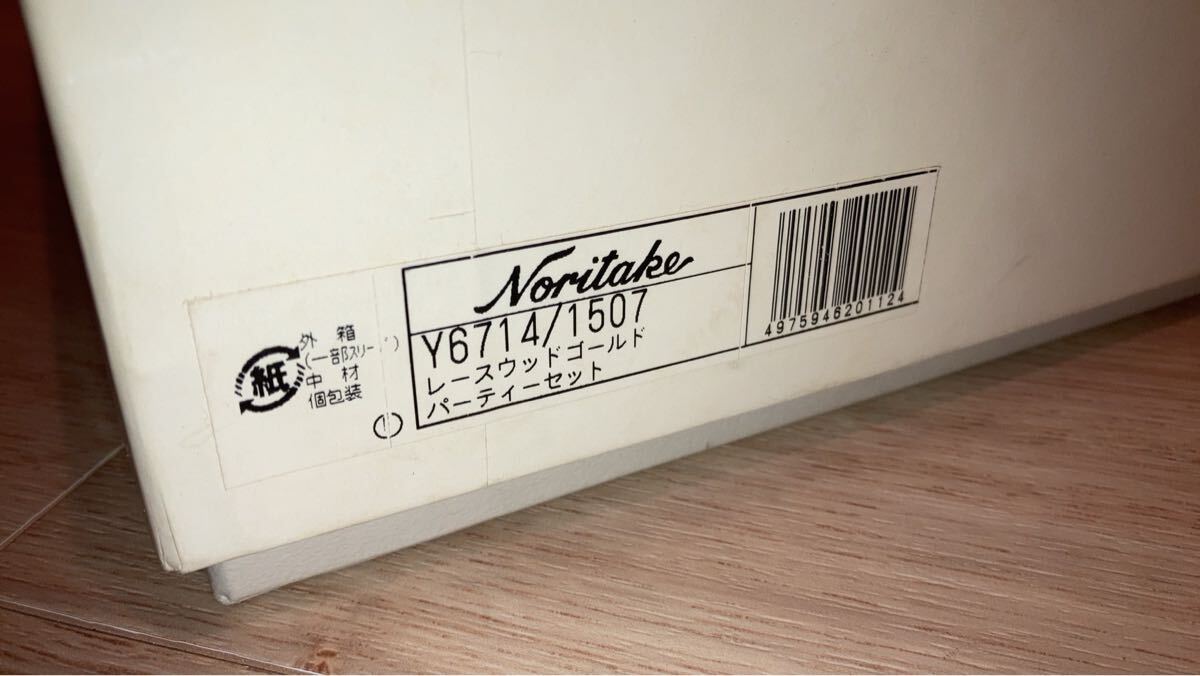 紙
外箱
(一部スリーブ)
中材
個包装
Noritake
Y6714/1507
レースウッドゴールド
パーティーセット
4975946201124